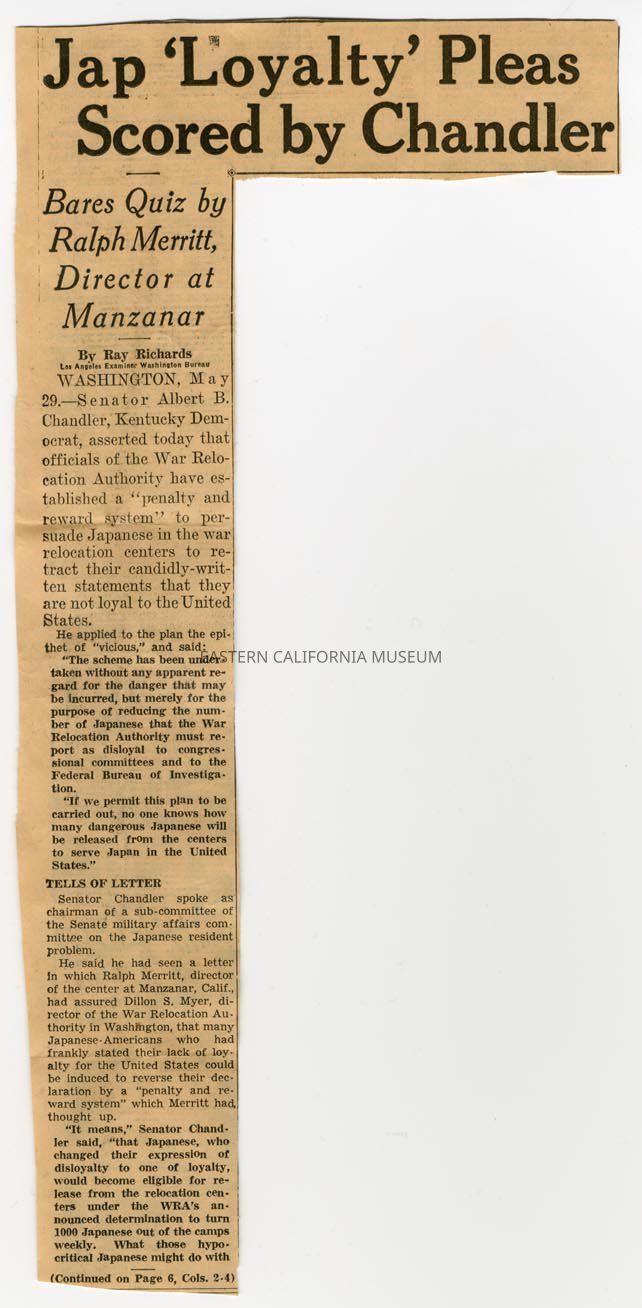 Jap ‘Loyalty’ Pleas
Scored by Chandler
Bares Quiz by
Ralph Merritt,
Director at
Manzanar
By Ray Richards
Los Angeles Examiner Washington Bureau
WASHINGTON, May
29.—Senator Albert B.
Chandler, Kentucky Dem-
ocrat, asserted today that
officials of the War Relo-
cation Authority have es-
tablished a “penalty and
reward system” to per-
suade Japanese in the war
relocation centers to re-
tract their candidly-writ-
ten statements that they
are not loyal to the United
States.
He applied to the plan the epi-
thet of “vicious,” and said:
“The scheme has been under-
taken without any apparent re-
gard for the danger that may
be incurred, but merely for the
purpose of reducing the num-
ber of Japanese that the War
Relocation Authority must re-
port as disloyal to congres-
sional committees and to the
Federal Bureau of Investiga-
tion.
“If we permit this plan to be
carried out, no one knows how
many dangerous Japanese will
be released from the centers
to serve Japan in the United
States.”
TELLS OF LETTER
Senator Chandler spoke as
chairman of a sub-committee of
the Senate military affairs com-
mittee on the Japanese resident
problem.
He said he had seen a letter
in which Ralph Merritt, director
of the center at Manzanar, Calif.,
had assured Dillon S. Myer, di-
rector of the War Relocation Au-
thority in Washington, that many
Japanese-Americans who had
frankly stated their lack of loy-
alty for the United States could
be induced to reverse their dec-
laration by a “penalty and re-
ward system” which Merritt had
thought up.
“It means,” Senator Chand-
ler said, “that Japanese, who
changed their expression of
disloyalty to one of loyalty,
would become eligible for re-
lease from the relocation cen-
ters under the WRA’s an-
nounced determination to turn
1000 Japanese out of the camps
weekly. What those hypo-
critical Japanese might do with
(Continued on Page 6, Cols. 2-4)
EASTERN CALIFORNIA MUSEUM